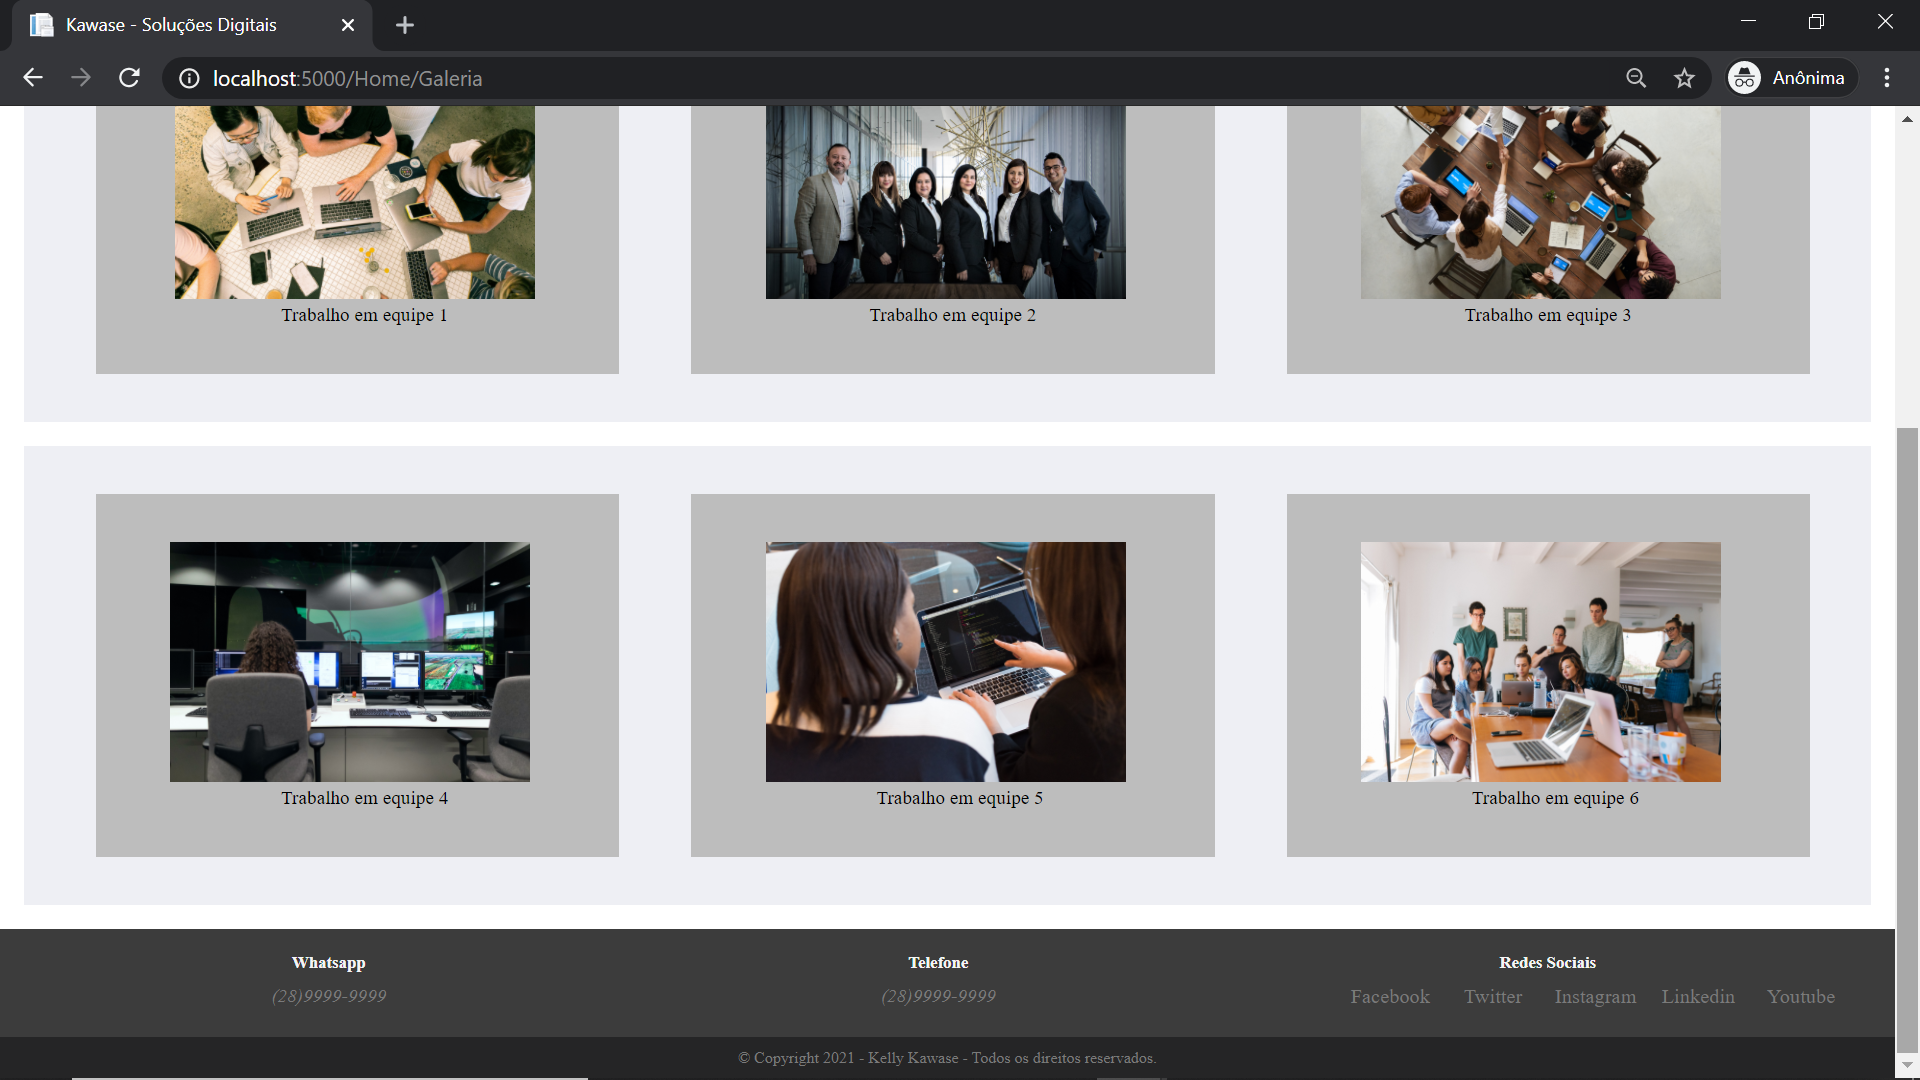 Kawase - Soluções Digitais
localhost:5000/Home/Galeria
Anônima
Trabalho em equipe 1
Trabalho em equipe 2
Trabalho em equipe 3
Trabalho em equipe 4
Trabalho em equipe 5
Trabalho em equipe 6
Whatsapp
(28)9999-9999
Telefone
(28)9999-9999
Redes Sociais
Facebook Twitter Instagram Linkedin Youtube
© Copyright 2021 - Kelly Kawase - Todos os direitos reservados.